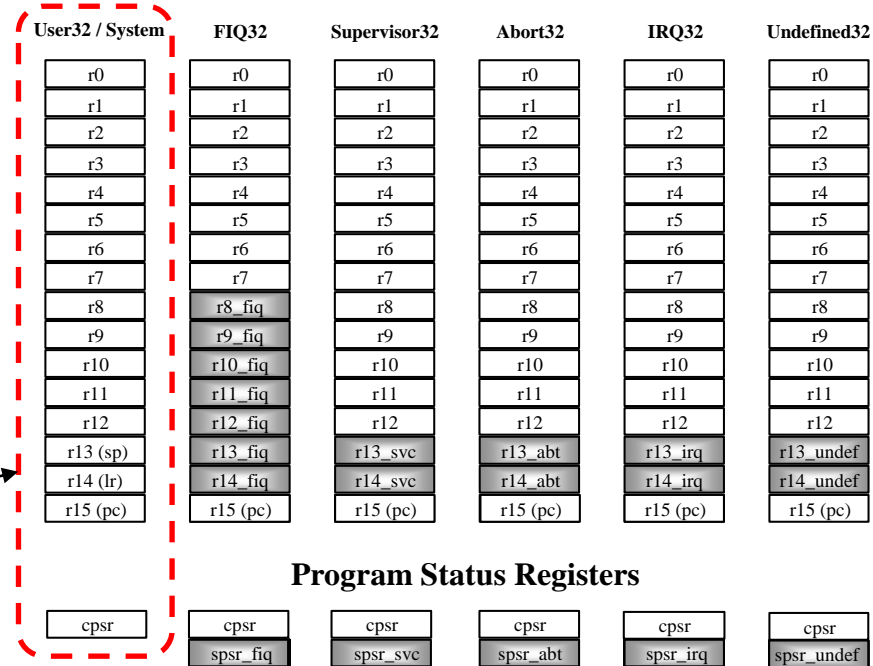 User32 / System FIQ32 Supervisor32 Abort32 IRQ32 Undefined32
r0 r0 r0 r0 r0 r0
r1 r1 r1 r1 r1 r1
r2 r2 r2 r2 r2 r2
r3 r3 r3 r3 r3 r3
r4 r4 r4 r4 r4 r4
r5 r5 r5 r5 r5 r5
r6 r6 r6 r6 r6 r6
r7 r7 r7 r7 r7 r7
r8 r8_fiq r8 r8 r8 r8
r9 r9_fiq r9 r9 r9 r9
r10 r10_fiq r10 r10 r10 r10
r11 r11_fiq r11 r11 r11 r11
r12 r12_fiq r12 r12 r12 r12
r13 (sp) r13_fiq r13_svc r13_abt r13_irq r13_undef
r14 (lr) r14_fiq r14_svc r14_abt r14_irq r14_undef
r15 (pc) r15 (pc) r15 (pc) r15 (pc) r15 (pc) r15 (pc)
Program Status Registers
cpsr cpsr cpsr cpsr cpsr cpsr
spsr_fiq spsr_svc spsr_abt spsr_irq spsr_undef